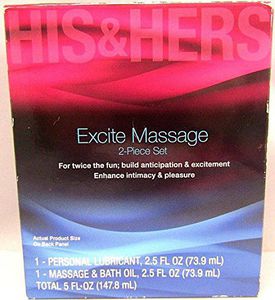 HIS&HERS
Excite Massage
2-Piece Set
For twice the fun; build anticipation & excitement
Enhance intimacy & pleasure
Actual Product Size
On Back Panel
1 - PERSONAL LUBRICANT, 2.5 FL OZ (73.9 mL)
1 - MASSAGE & BATH OIL, 2.5 FL OZ (73.9 mL)
TOTAL 5 FL·OZ (147.8 mL)